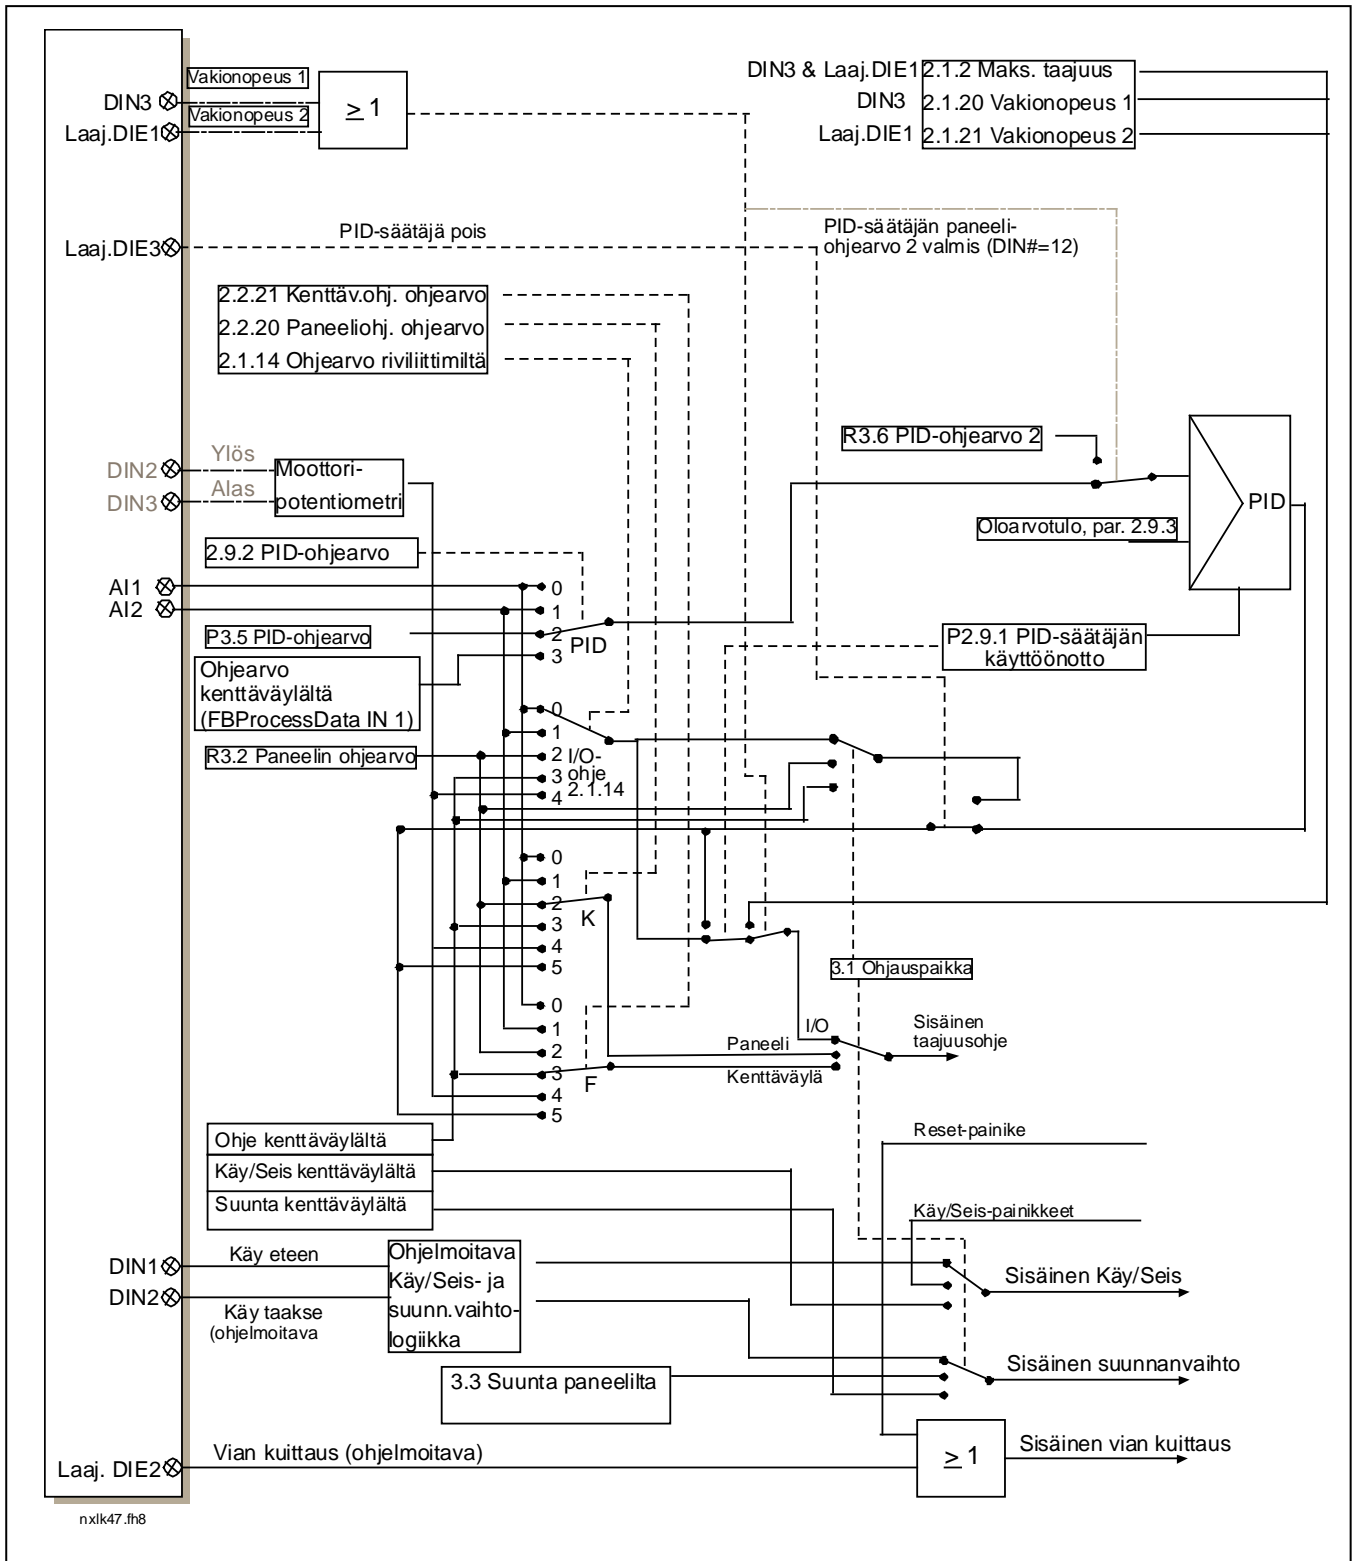 Vakionopeus 1
DIN3
Vakionopeus 2
Laaj.DIE1
≥ 1
DIN3 & Laaj.DIE1 2.1.2 Maks. taajuus
DIN3 2.1.20 Vakionopeus 1
Laaj.DIE1 2.1.21 Vakionopeus 2
Laaj.DIE3
PID-säätäjä pois
PID-säätäjän paneeli-
ohjearvo 2 valmis (DIN#=12)
2.2.21 Kenttäv.ohj. ohjearvo
2.2.20 Paneeliohj. ohjearvo
2.1.14 Ohjearvo riviliittimiltä
R3.6 PID-ohjearvo 2
DIN2
Ylös
DIN3
Alas
Moottori-
potentiometri
PID
Oloarvotulo, par. 2.9.3
2.9.2 PID-ohjearvo
AI1
AI2
0
1
2
3
PID
P3.5 PID-ohjearvo
Ohjearvo
kenttäväylältä
(FBProcessData IN 1)
P2.9.1 PID-säätäjän
käyttöönotto
R3.2 Paneelin ohjearvo
0
1
2
3
4
I/O-
ohje
2.1.14
0
1
2
3
4
5
K
3.1 Ohjauspaikka
0
1
2
3
4
5
F
I/O
Paneeli
Kenttäväylä
Sisäinen
taajuusohje
Ohje kenttäväylältä
Käy/Seis kenttäväylältä
Suunta kenttäväylältä
Reset-painike
Käy/Seis-painikkeet
DIN1
Käy eteen
DIN2
Käy taakse
(ohjelmoitava
Ohjelmoitava
Käy/Seis- ja
suunn.vaihto-
logiikka
Sisäinen Käy/Seis
3.3 Suunta paneelilta
Sisäinen suunnanvaihto
Laaj. DIE2
Vian kuittaus (ohjelmoitava)
≥ 1
Sisäinen vian kuittaus
nxlk47.fh8